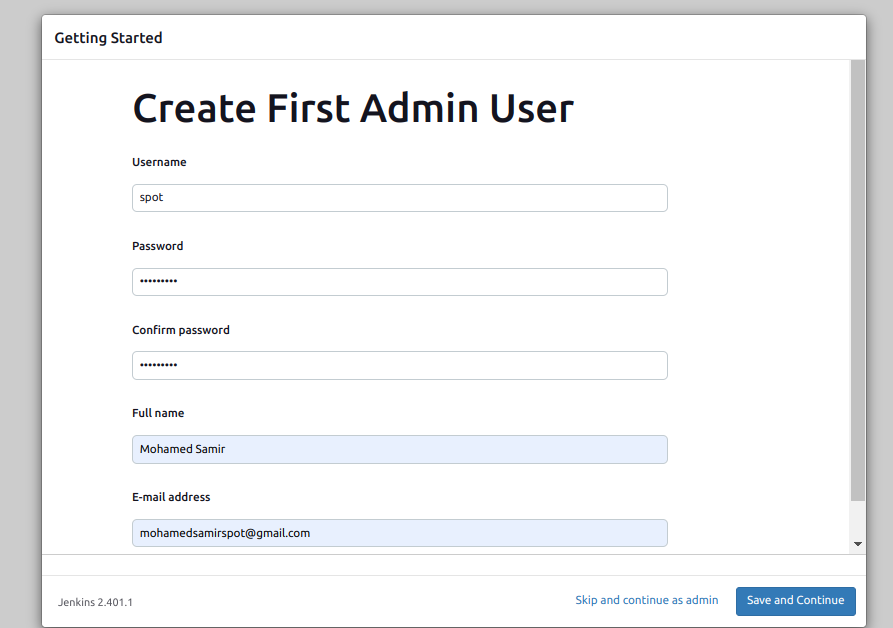 Getting Started
Create First Admin User
Username
spot
Password
•••••••••
Confirm password
•••••••••
Full name
Mohamed Samir
E-mail address
mohamedsamirspot@gmail.com
Jenkins 2.401.1
Skip and continue as admin
Save and Continue